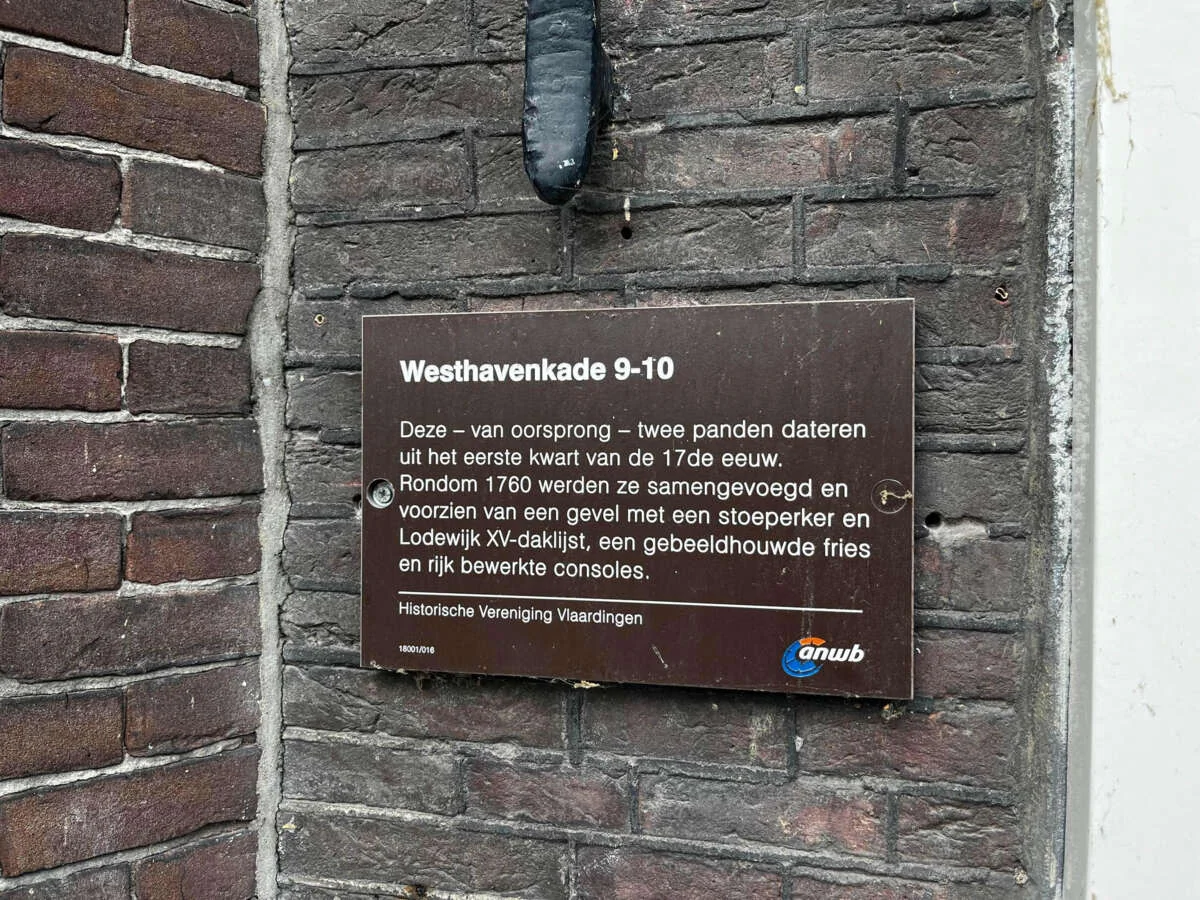 Westhavenkade 9-10
Deze – van oorsprong – twee panden dateren
uit het eerste kwart van de 17de eeuw.
Rondom 1760 werden ze samengevoegd en
voorzien van een gevel met een stoeperker en
Lodewijk XV-daklijst, een gebeeldhouwde fries
en rijk bewerkte consoles.
Historische Vereniging Vlaardingen
18001/016
anwb